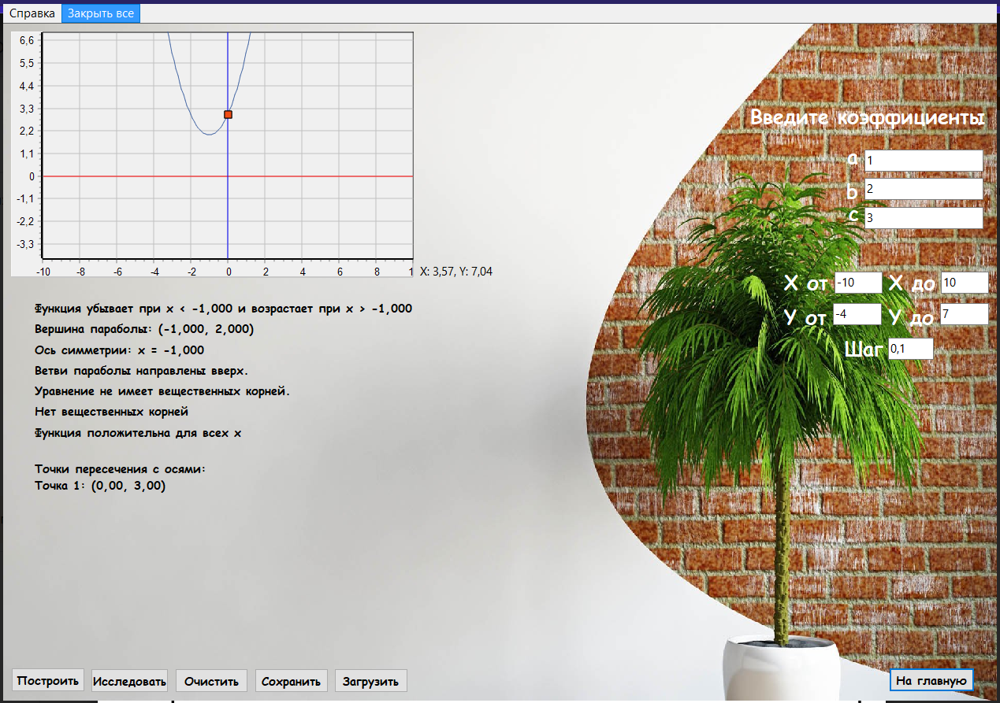 Справка Закрыть все
6,6
5,5
4,4
3,3
2,2
1,1
0
-1,1
-2,2
-3,3
-10 -8 -6 -4 -2 0 2 4 6 8 1
X: 3,57, Y: 7,04
Введите коэффициенты
a 1
b 2
c 3
X от -10 X до 10
Y от -4 Y до 7
Шаг 0,1
Функция убывает при x < -1,000 и возрастает при x > -1,000
Вершина параболы: (-1,000, 2,000)
Ось симметрии: x = -1,000
Ветви параболы направлены вверх.
Уравнение не имеет вещественных корней.
Нет вещественных корней
Функция положительна для всех x
Точки пересечения с осями:
Точка 1: (0,00, 3,00)
Построить Исследовать Очистить Сохранить Загрузить На главную